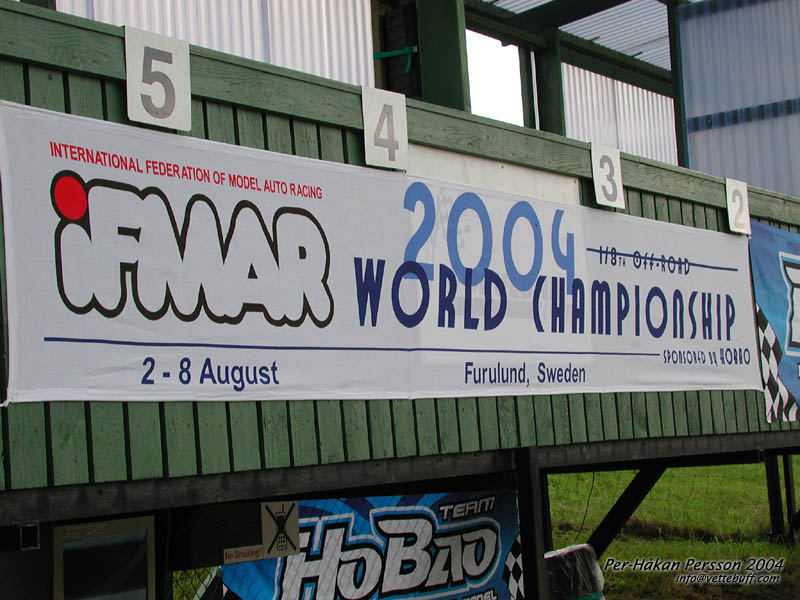 5
4
3
2
INTERNATIONAL FEDERATION OF MODEL AUTO RACING
iFMAR
2004
1/8TH OFF-ROAD
WORLD CHAMPIONSHIP
SPONSORED by HOBAO
2 - 8 August
Furulund, Sweden
TEAM
HoBao
No Smoking!
Per-Håkan Persson 2004
info@vettebuff.com